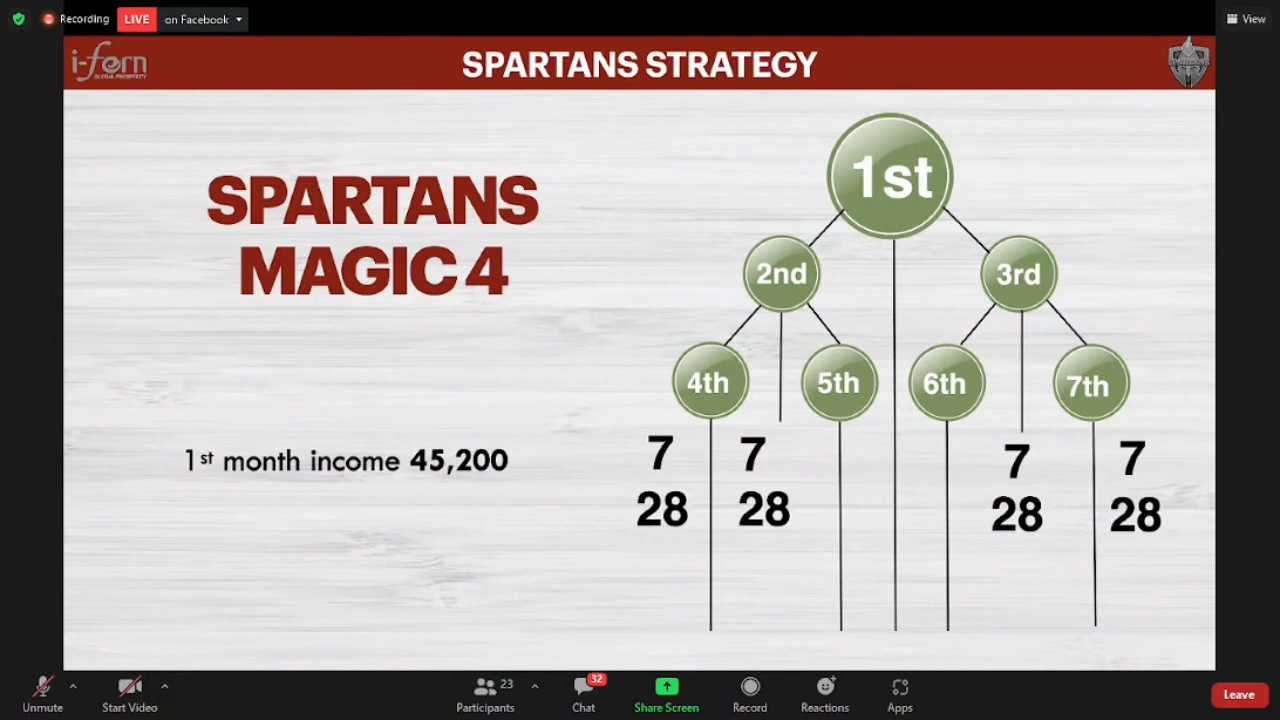 Recording
LIVE
on Facebook
View
i-fern
GLOBAL PROSPERITY
SPARTANS STRATEGY
SPARTANS
MAGIC 4
1st month income 45,200
1st
2nd
3rd
4th
5th
6th
7th
7
7
7
7
28
28
28
28
Unmute
Start Video
23
Participants
32
Chat
Share Screen
Record
Reactions
Apps
Leave